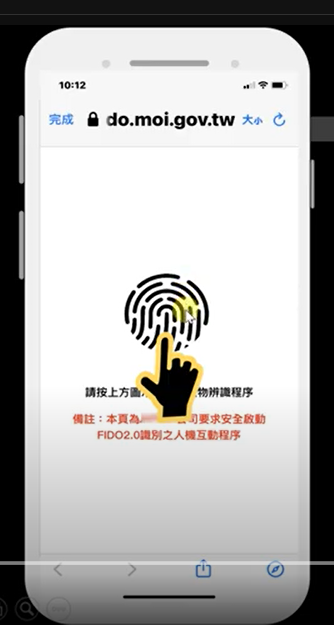 10:12
完成 do.moi.gov.tw 大小
請按上方圖 物辨識程序
備註：本頁為 司要求安全啟動
FIDO2.0識別之人機互動程序